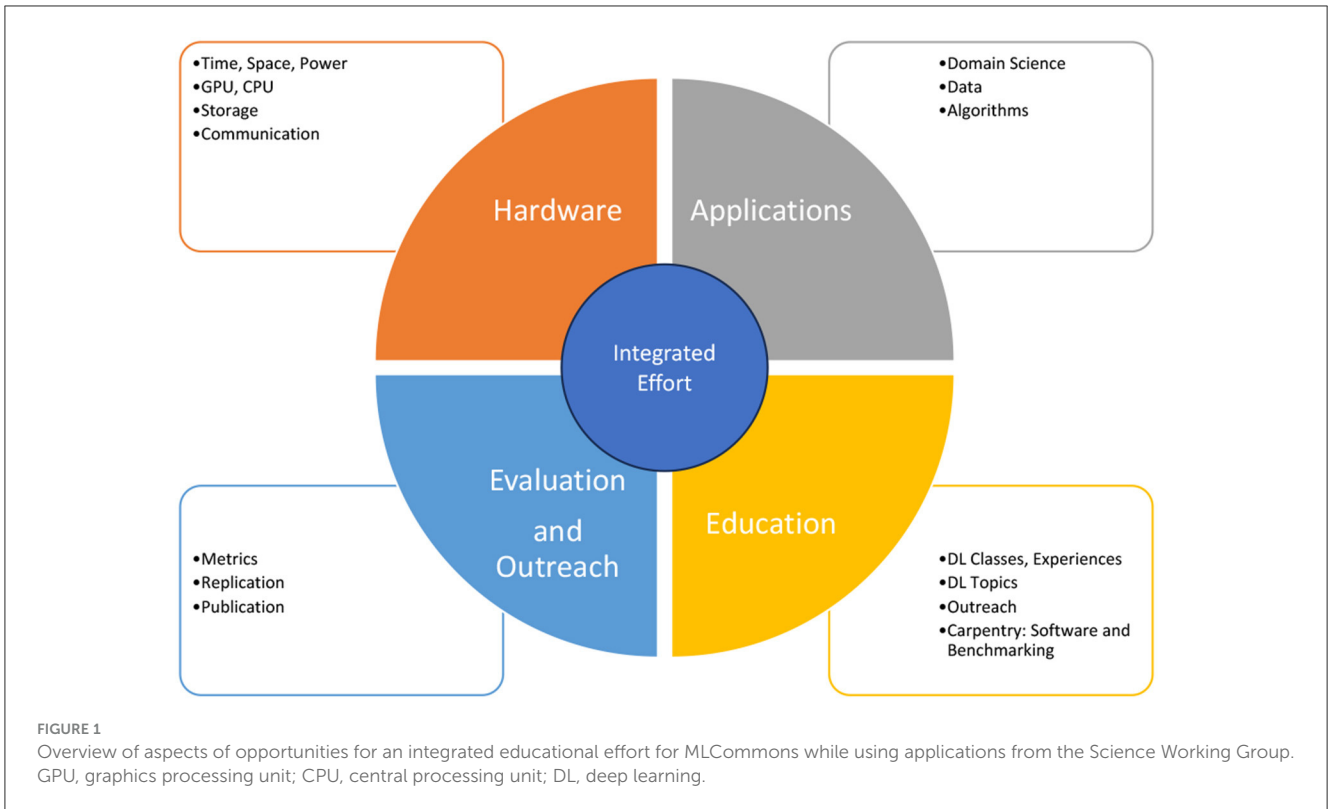 •Time, Space, Power
•GPU, CPU
•Storage
•Communication
•Domain Science
•Data
•Algorithms
Hardware
Applications
Integrated
Effort
Evaluation
and
Outreach
Education
•Metrics
•Replication
•Publication
•DL Classes, Experiences
•DL Topics
•Outreach
•Carpentry: Software and
Benchmarking
FIGURE 1
Overview of aspects of opportunities for an integrated educational effort for MLCommons while using applications from the Science Working Group.
GPU, graphics processing unit; CPU, central processing unit; DL, deep learning.